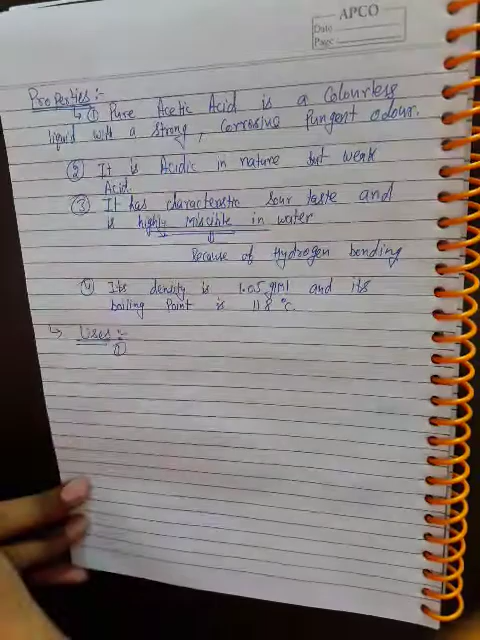 APCO
Date
Page:
Properties :-
↳ ① Pure Acetic Acid is a Colourless
liquid with a strong, corrosive Pungent odour.
② It is Acidic in nature but weak
Acid
③ It has characteristic sour taste and
is highly miscible in water
⇓
Because of Hydrogen bonding
④ Its density is 1.05 g/ml and its
boiling Point is 118 °C.
↳ Uses :-
①